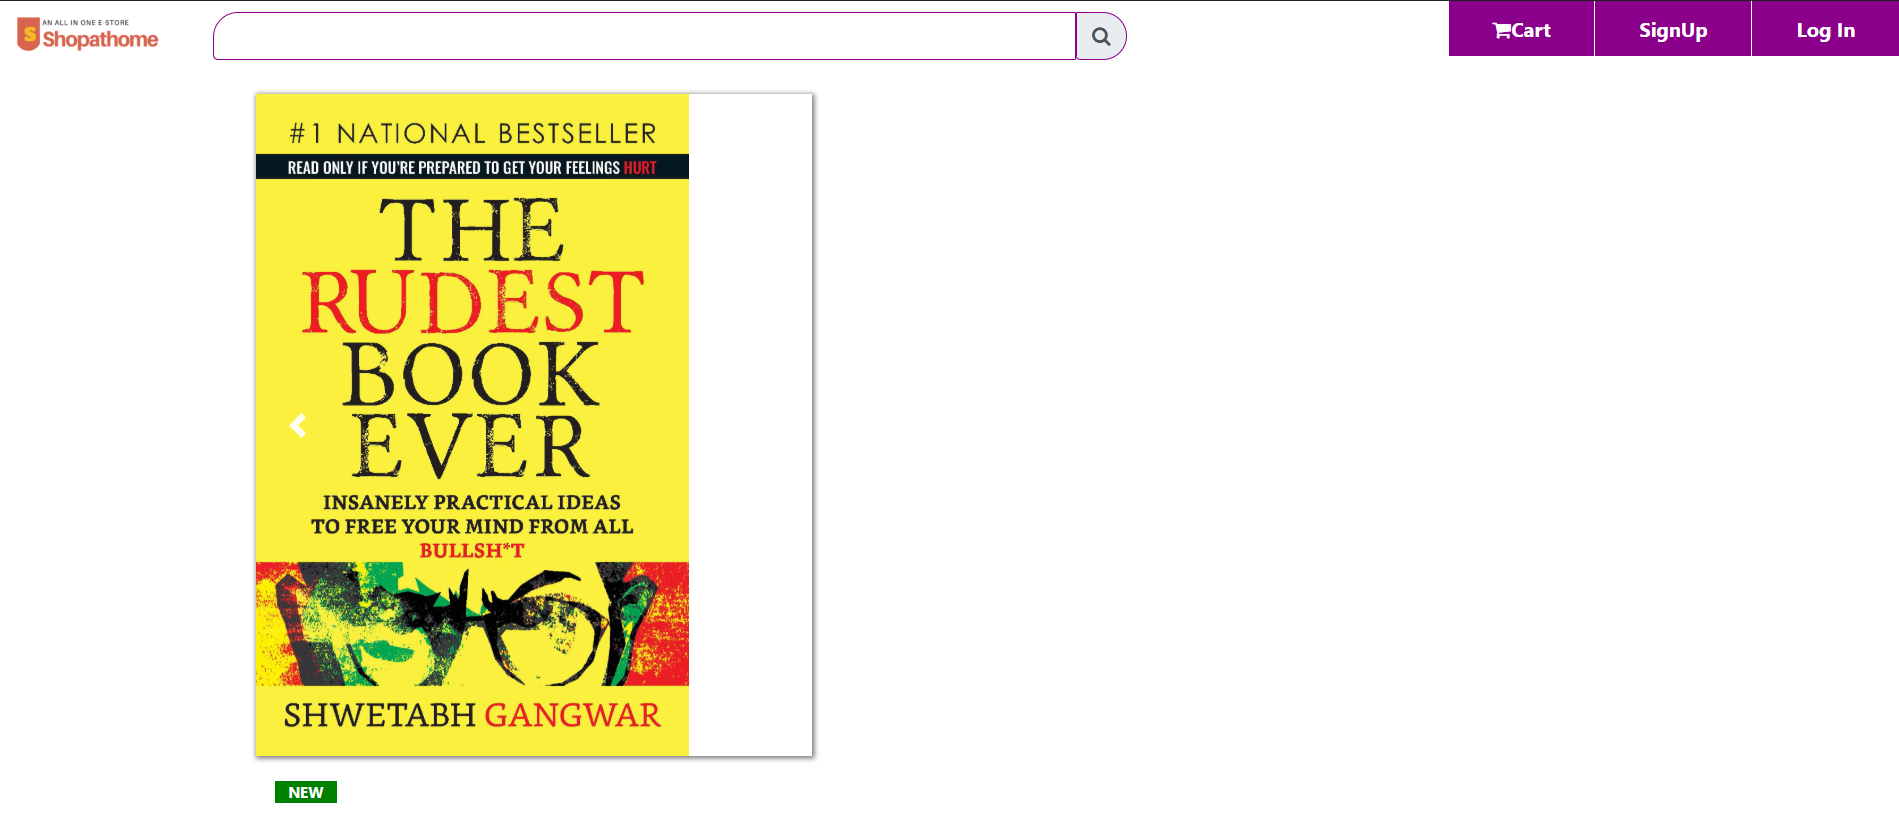 AN ALL IN ONE E-STORE
S Shopathome
Cart
SignUp
Log In
#1 NATIONAL BESTSELLER
READ ONLY IF YOU'RE PREPARED TO GET YOUR FEELINGS HURT
THE
RUDEST
BOOK
EVER
INSANELY PRACTICAL IDEAS
TO FREE YOUR MIND FROM ALL
BULLSH*T
SHWETABH GANGWAR
NEW